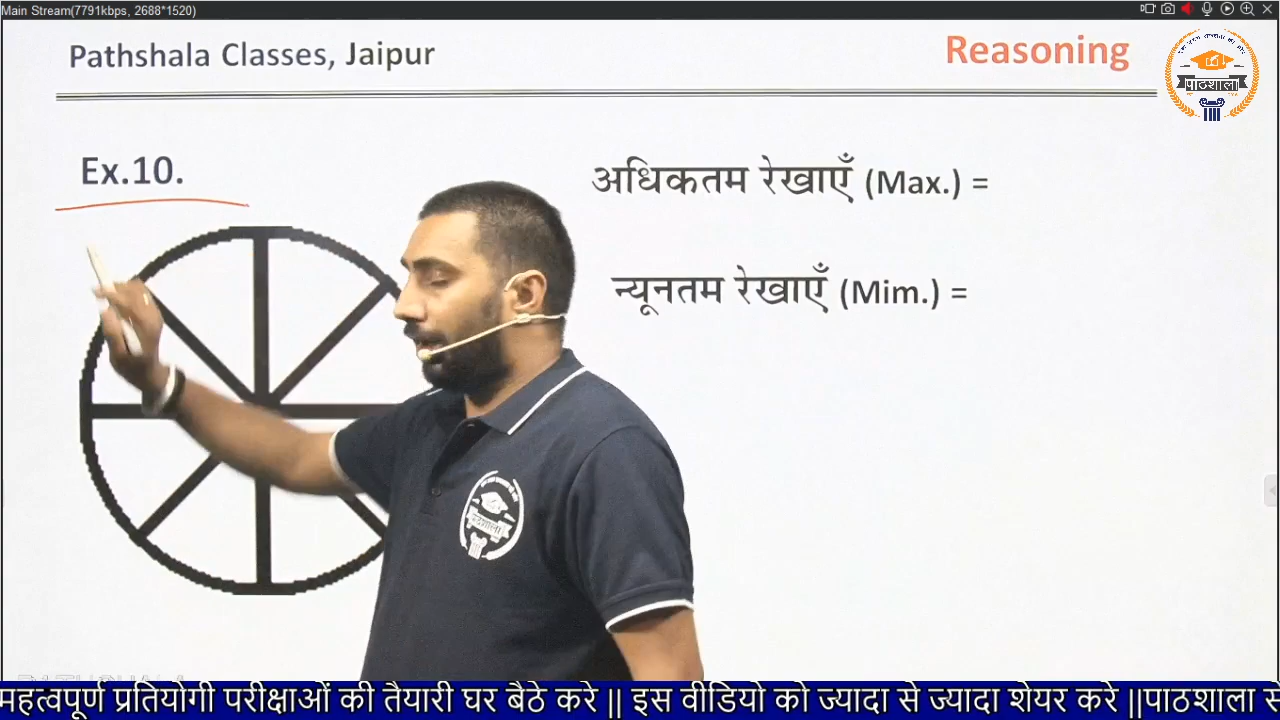 Main Stream(7791kbps, 2688*1520)
Pathshala Classes, Jaipur
Reasoning
पाठशाला
Ex.10.
अधिकतम रेखाएँ (Max.) =
न्यूनतम रेखाएँ (Mim.) =
पाठशाला
महत्वपूर्ण प्रतियोगी परीक्षाओं की तैयारी घर बैठे करे || इस वीडियो को ज्यादा से ज्यादा शेयर करे ||पाठशाला से